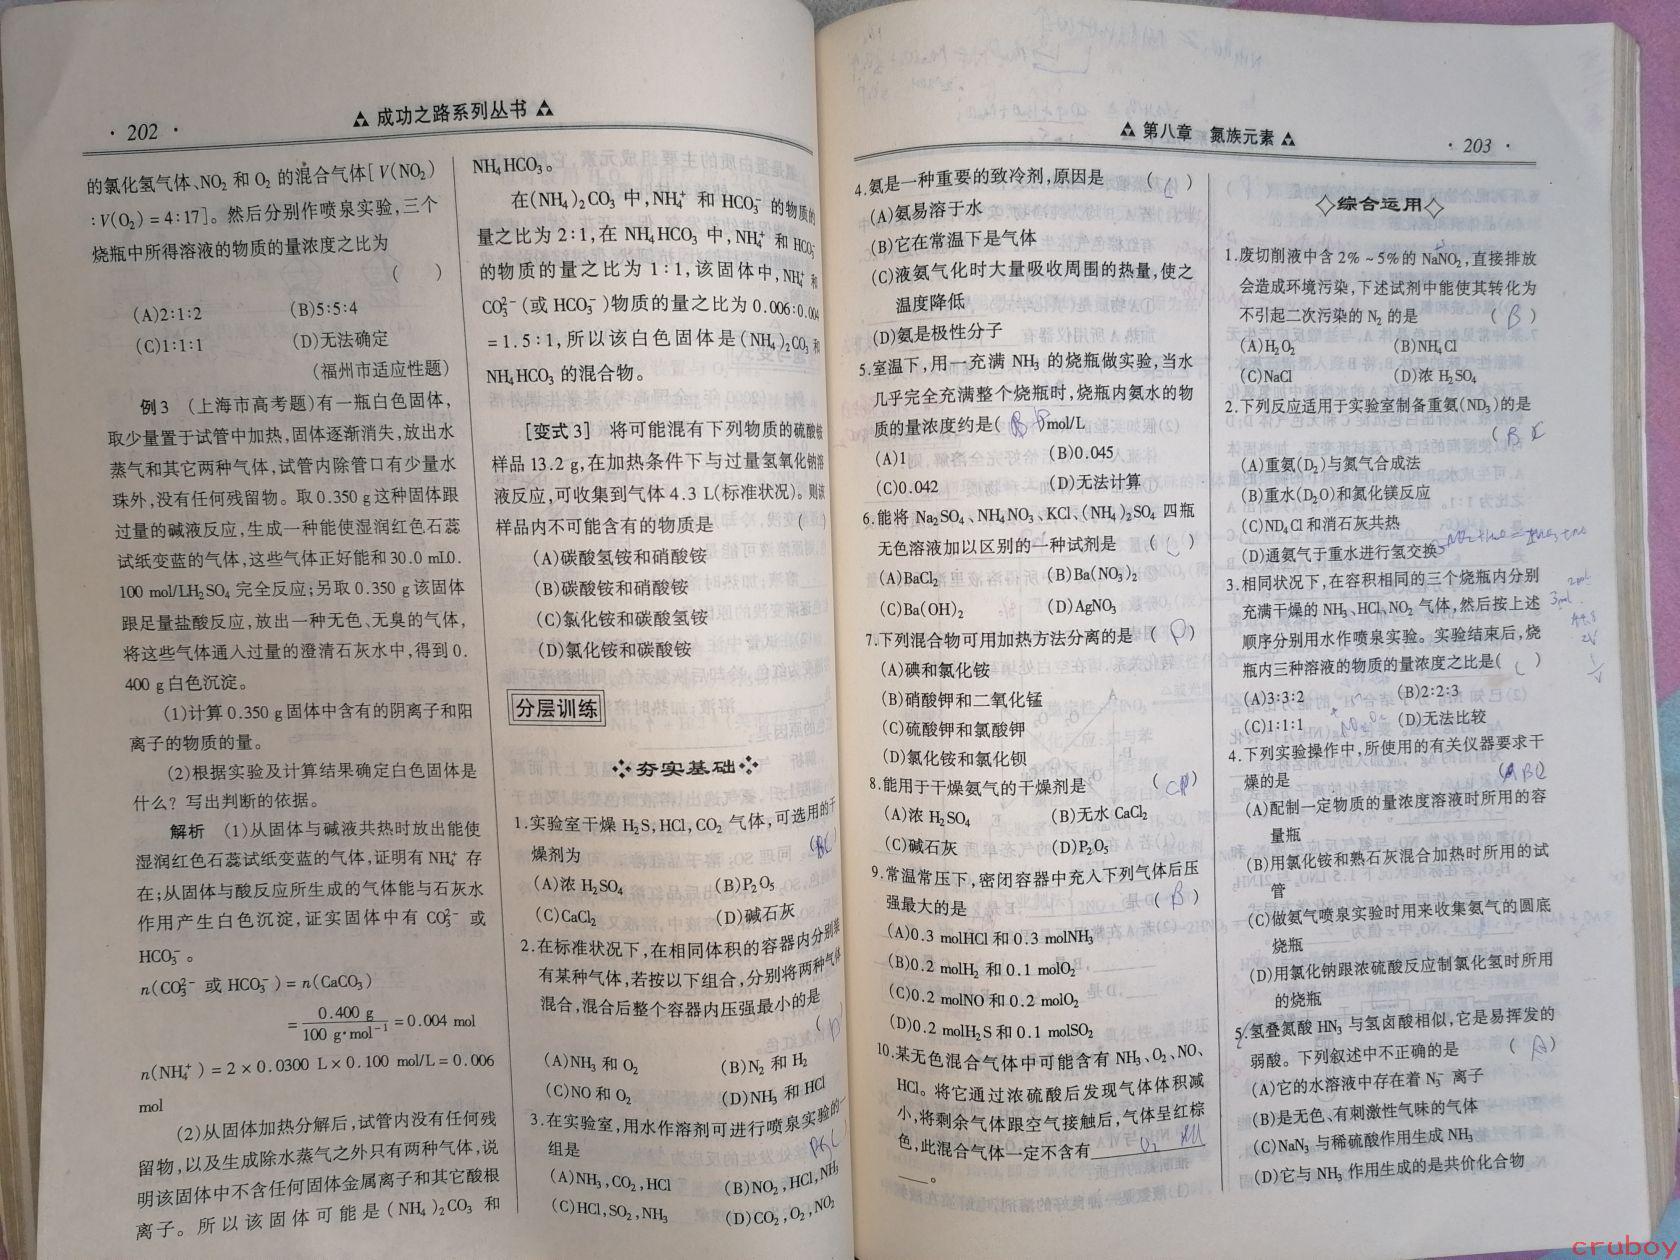 · 202 ·
成功之路系列丛书
的氯化氢气体、NO₂ 和 O₂ 的混合气体[ V(NO₂)
:V(O₂) = 4:17]。然后分别作喷泉实验,三个
烧瓶中所得溶液的物质的量浓度之比为
( )
(A)2:1:2 (B)5:5:4
(C)1:1:1 (D)无法确定
(福州市适应性题)
例3 (上海市高考题)有一瓶白色固体,
取少量置于试管中加热,固体逐渐消失,放出水
蒸气和其它两种气体,试管内除管口有少量水
珠外,没有任何残留物。取0.350 g这种固体跟
过量的碱液反应,生成一种能使湿润红色石蕊
试纸变蓝的气体,这些气体正好能和30.0 mL0.
100 mol/LH₂SO₄ 完全反应;另取0.350 g该固体
跟足量盐酸反应,放出一种无色、无臭的气体,
将这些气体通入过量的澄清石灰水中,得到0.
400 g白色沉淀。
(1)计算0.350 g固体中含有的阴离子和阳
离子的物质的量。
(2)根据实验及计算结果确定白色固体是
什么? 写出判断的依据。
解析 (1)从固体与碱液共热时放出能使
湿润红色石蕊试纸变蓝的气体,证明有 NH₄⁺ 存
在;从固体与酸反应所生成的气体能与石灰水
作用产生白色沉淀,证实固体中有 CO₃²⁻ 或
HCO₃⁻。
n(CO₃²⁻ 或 HCO₃⁻) = n(CaCO₃)
= 0.400 g / 100 g·mol⁻¹ = 0.004 mol
n(NH₄⁺) = 2 × 0.0300 L × 0.100 mol/L = 0.006
mol
(2)从固体加热分解后,试管内没有任何残
留物,以及生成除水蒸气之外只有两种气体,说
明该固体中不含任何固体金属离子和其它酸根
离子。所以该固体可能是(NH₄)₂CO₃ 和
NH₄HCO₃。
在(NH₄)₂CO₃ 中,NH₄⁺ 和 HCO₃⁻ 的物质的
量之比为2:1,在 NH₄HCO₃ 中,NH₄⁺ 和 HCO₃⁻
的物质的量之比为1:1,该固体中,NH₄⁺ 和
CO₃²⁻(或 HCO₃⁻)物质的量之比为0.006:0.004
=1.5:1,所以该白色固体是(NH₄)₂CO₃ 和
NH₄HCO₃ 的混合物。
[变式3] 将可能混有下列物质的硫酸铵
样品13.2 g,在加热条件下与过量氢氧化钠溶
液反应,可收集到气体4.3 L(标准状况)。则该
样品内不可能含有的物质是 ( )
(A)碳酸氢铵和硝酸铵
(B)碳酸铵和硝酸铵
(C)氯化铵和碳酸氢铵
(D)氯化铵和碳酸铵
分层训练
夯实基础
1.实验室干燥 H₂S,HCl,CO₂ 气体,可选用的干
燥剂为 (BC)
(A)浓 H₂SO₄ (B)P₂O₅
(C)CaCl₂ (D)碱石灰
2.在标准状况下,在相同体积的容器内分别装
有某种气体,若按以下组合,分别将两种气体
混合,混合后整个容器内压强最小的是
( D )
(A)NH₃ 和 O₂ (B)N₂ 和 H₂
(C)NO 和 O₂ (D)NH₃ 和 HCl
3.在实验室,用水作溶剂可进行喷泉实验的一
组是
(A)NH₃,CO₂,HCl (B)NO₂,HCl,NH₃
(C)HCl,SO₂,NH₃ (D)CO₂,O₂,NO₂
第八章 氮族元素
· 203 ·
4.氨是一种重要的致冷剂,原因是 ( C )
(A)氨易溶于水
(B)它在常温下是气体
(C)液氨气化时大量吸收周围的热量,使之
温度降低
(D)氨是极性分子
5.室温下,用一充满 NH₃ 的烧瓶做实验,当水
几乎完全充满整个烧瓶时,烧瓶内氨水的物
质的量浓度约是( B )mol/L
(A)1 (B)0.045
(C)0.042 (D)无法计算
6.能将 Na₂SO₄、NH₄NO₃、KCl、(NH₄)₂SO₄ 四瓶
无色溶液加以区别的一种试剂是 ( C )
(A)BaCl₂ (B)Ba(NO₃)₂
(C)Ba(OH)₂ (D)AgNO₃
7.下列混合物可用加热方法分离的是 ( D )
(A)碘和氯化铵
(B)硝酸钾和二氧化锰
(C)硫酸钾和氯酸钾
(D)氯化铵和氯化钡
8.能用于干燥氨气的干燥剂是
(A)浓 H₂SO₄ (B)无水 CaCl₂
(C)碱石灰 (D)P₂O₅
9.常温常压下,密闭容器中充入下列气体后压
强最大的是 ( B )
(A)0.3 molHCl 和 0.3 molNH₃
(B)0.2 molH₂ 和 0.1 molO₂
(C)0.2 molNO 和 0.2 molO₂
(D)0.2 molH₂S 和 0.1 molSO₂
10.某无色混合气体中可能含有 NH₃、O₂、NO、
HCl。将它通过浓硫酸后发现气体体积减
小,将剩余气体跟空气接触后,气体呈红棕
色,此混合气体一定不含有 O₂
。
综合运用
1.废切削液中含2%~5%的 NaNO₂,直接排放
会造成环境污染,下述试剂中能使其转化为
不引起二次污染的 N₂ 的是 ( B )
(A)H₂O₂ (B)NH₄Cl
(C)NaCl (D)浓 H₂SO₄
2.下列反应适用于实验室制备重氨(ND₃)的是
( B C
(A)重氢(D₂)与氮气合成法
(B)重水(D₂O)和氮化镁反应
(C)ND₄Cl 和消石灰共热
(D)通氨气于重水进行氢交换
3.相同状况下,在容积相同的三个烧瓶内分别
充满干燥的 NH₃、HCl、NO₂ 气体,然后按上述
顺序分别用水作喷泉实验。实验结束后,烧
瓶内三种溶液的物质的量浓度之比是( C )
(A)3:3:2 (B)2:2:3
(C)1:1:1 (D)无法比较
4.下列实验操作中,所使用的有关仪器要求干
燥的是 (ABC)
(A)配制一定物质的量浓度溶液时所用的容
量瓶
(B)用氯化铵和熟石灰混合加热时所用的试
管
(C)做氨气喷泉实验时用来收集氨气的圆底
烧瓶
(D)用氯化钠跟浓硫酸反应制氯化氢时所用
的烧瓶
5.氢叠氮酸 HN₃ 与氢卤酸相似,它是易挥发的
弱酸。下列叙述中不正确的是 ( A )
(A)它的水溶液中存在着 N₃⁻ 离子
(B)是无色、有刺激性气味的气体
(C)NaN₃ 与稀硫酸作用生成 NH₃
(D)它与 NH₃ 作用生成的是共价化合物
cruboy